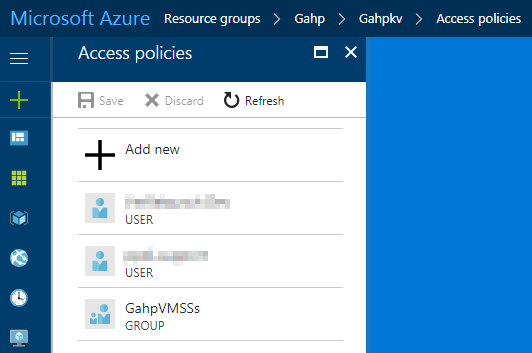 Microsoft Azure Resource groups > Gahp > Gahpkv > Access policies
Access policies
Save Discard Refresh
Add new
USER
USER
GahpVMSSs
GROUP